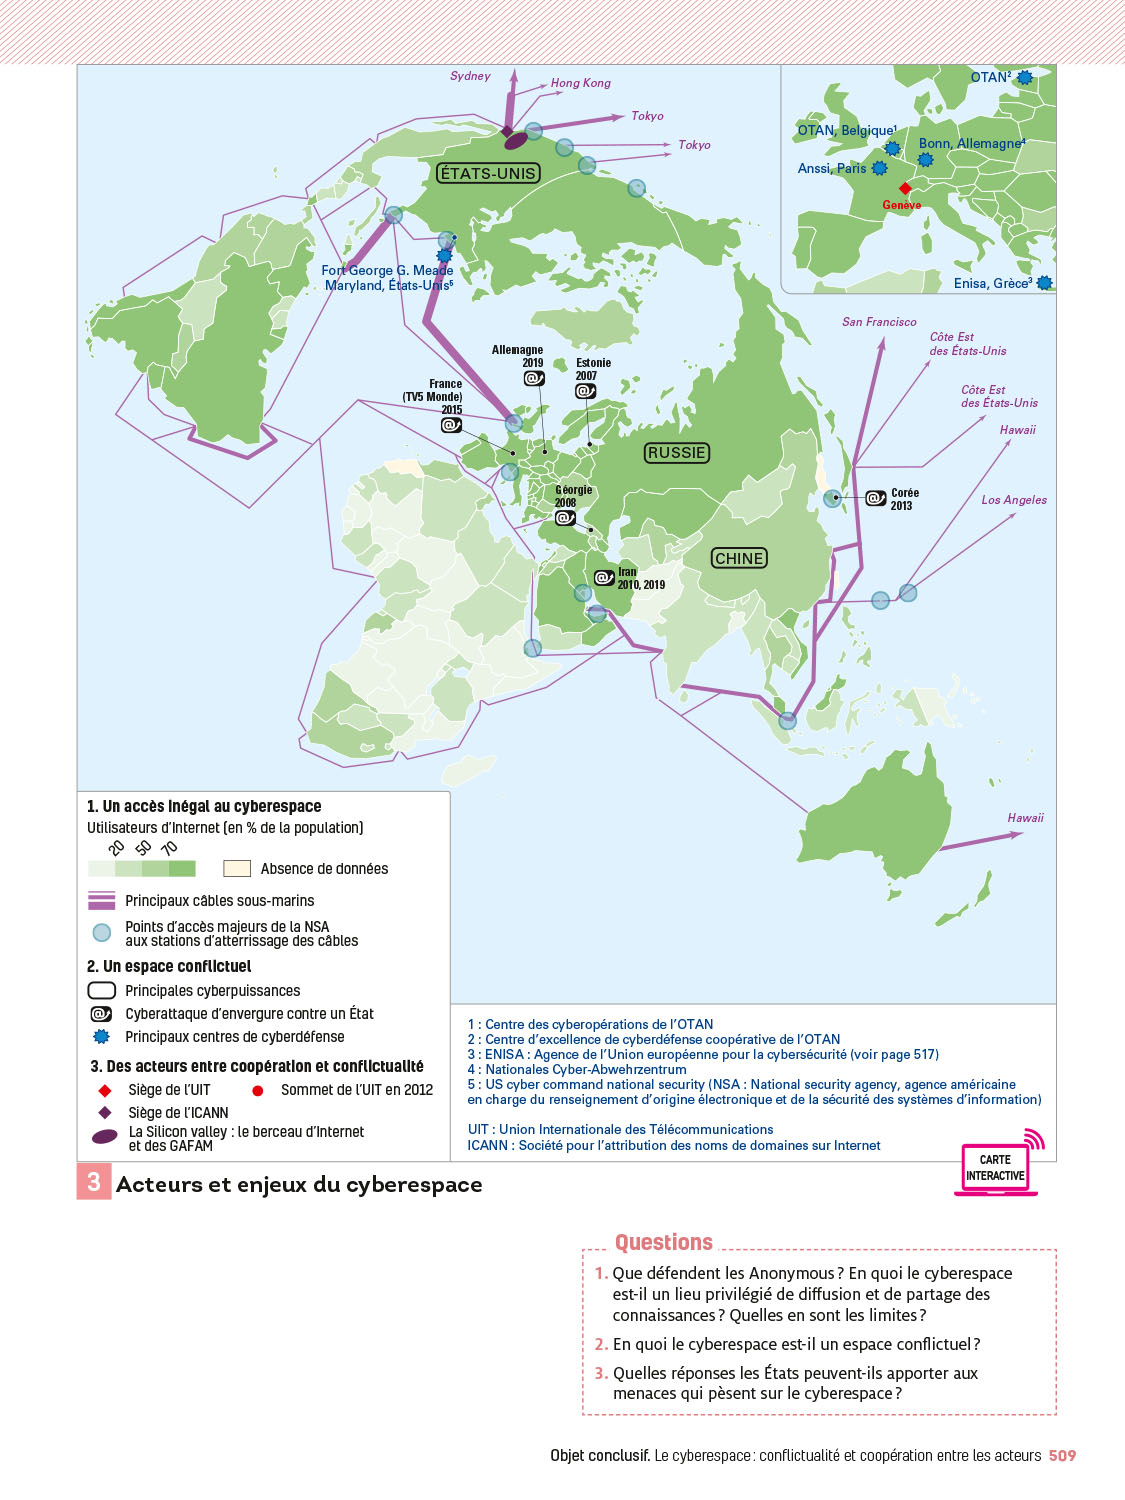 Sydney
Hong Kong
Tokyo
Tokyo
ÉTATS-UNIS
Fort George G. Meade
Maryland, États-Unis⁵
OTAN²
OTAN, Belgique¹
Bonn, Allemagne⁴
Anssi, Paris
Genève
Enisa, Grèce³
San Francisco
Côte Est
des États-Unis
Côte Est
des États-Unis
Hawaii
Los Angeles
Allemagne
2019
Estonie
2007
France
(TV5 Monde)
2015
RUSSIE
Géorgie
2008
Corée
2013
CHINE
Iran
2010, 2019
Hawaii
1. Un accès inégal au cyberespace
Utilisateurs d'Internet (en % de la population)
20 50 70
Absence de données
Principaux câbles sous-marins
Points d'accès majeurs de la NSA
aux stations d'atterrissage des câbles
2. Un espace conflictuel
Principales cyberpuissances
Cyberattaque d'envergure contre un État
Principaux centres de cyberdéfense
3. Des acteurs entre coopération et conflictualité
Siège de l'UIT
Sommet de l'UIT en 2012
Siège de l'ICANN
La Silicon valley : le berceau d'Internet
et des GAFAM
1 : Centre des cyberopérations de l'OTAN
2 : Centre d'excellence de cyberdéfense coopérative de l'OTAN
3 : ENISA : Agence de l'Union européenne pour la cybersécurité (voir page 517)
4 : Nationales Cyber-Abwehrzentrum
5 : US cyber command national security (NSA : National security agency, agence américaine
en charge du renseignement d'origine électronique et de la sécurité des systèmes d'information)
UIT : Union Internationale des Télécommunications
ICANN : Société pour l'attribution des noms de domaines sur Internet
CARTE
INTERACTIVE
3 Acteurs et enjeux du cyberespace
Questions
1. Que défendent les Anonymous ? En quoi le cyberespace
est-il un lieu privilégié de diffusion et de partage des
connaissances ? Quelles en sont les limites ?
2. En quoi le cyberespace est-il un espace conflictuel ?
3. Quelles réponses les États peuvent-ils apporter aux
menaces qui pèsent sur le cyberespace ?
Objet conclusif. Le cyberespace : conflictualité et coopération entre les acteurs 509